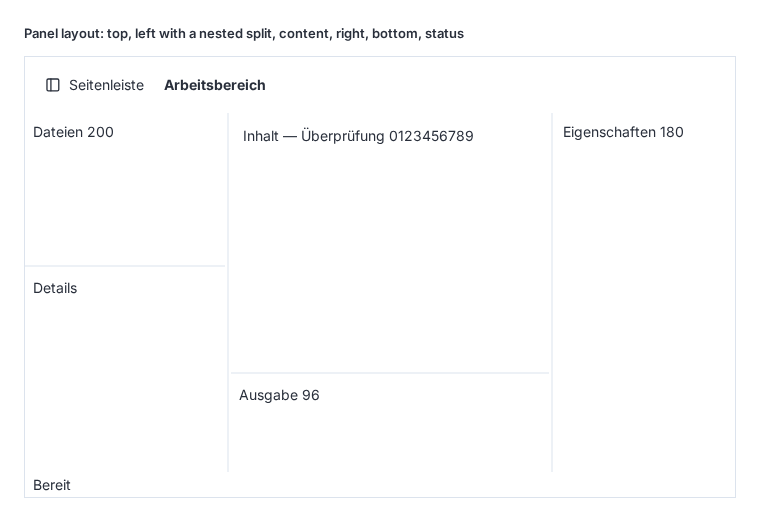 Panel layout: top, left with a nested split, content, right, bottom, status
Seitenleiste Arbeitsbereich
Dateien 200
Inhalt — Überprüfung 0123456789
Eigenschaften 180
Details
Ausgabe 96
Bereit